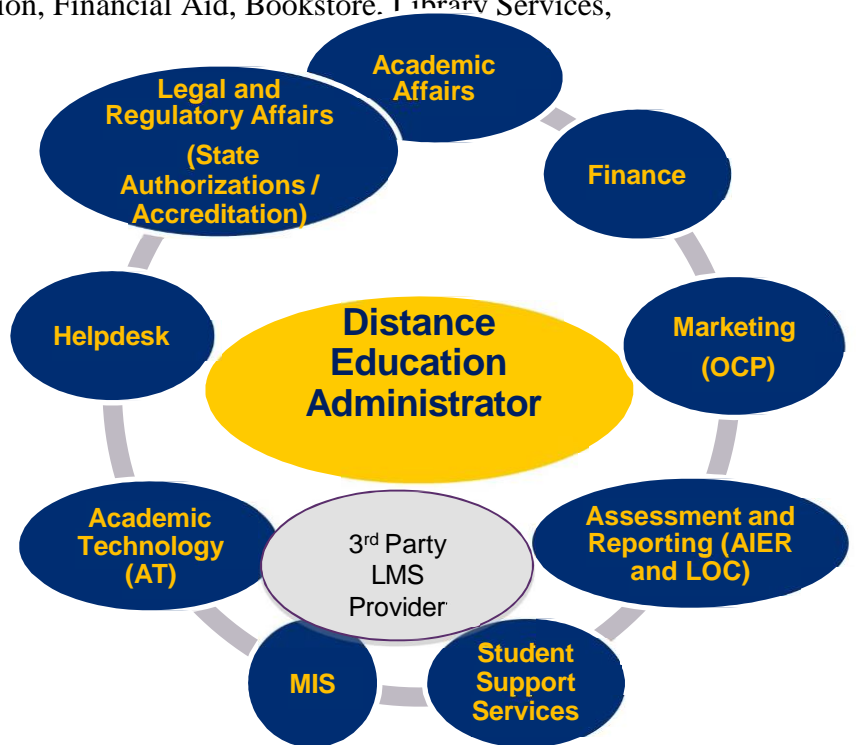 ion, Financial Aid, Bookstore, Library Services,
Academic
Affairs
Legal and
Regulatory Affairs
(State
Authorizations /
Accreditation)
Finance
Helpdesk
Distance
Education
Administrator
Marketing
(OCP)
Academic
Technology
(AT)
3rd Party
LMS
Provider
Assessment and
Reporting (AIER
and LOC)
MIS
Student
Support
Services